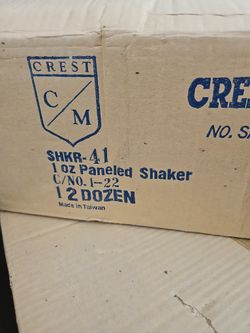 CREST
C
M
CRE
NO. S
SHKR-41
1 oz Paneled Shaker
C/NO. 1-22
12 DOZEN
Made in Taiwan